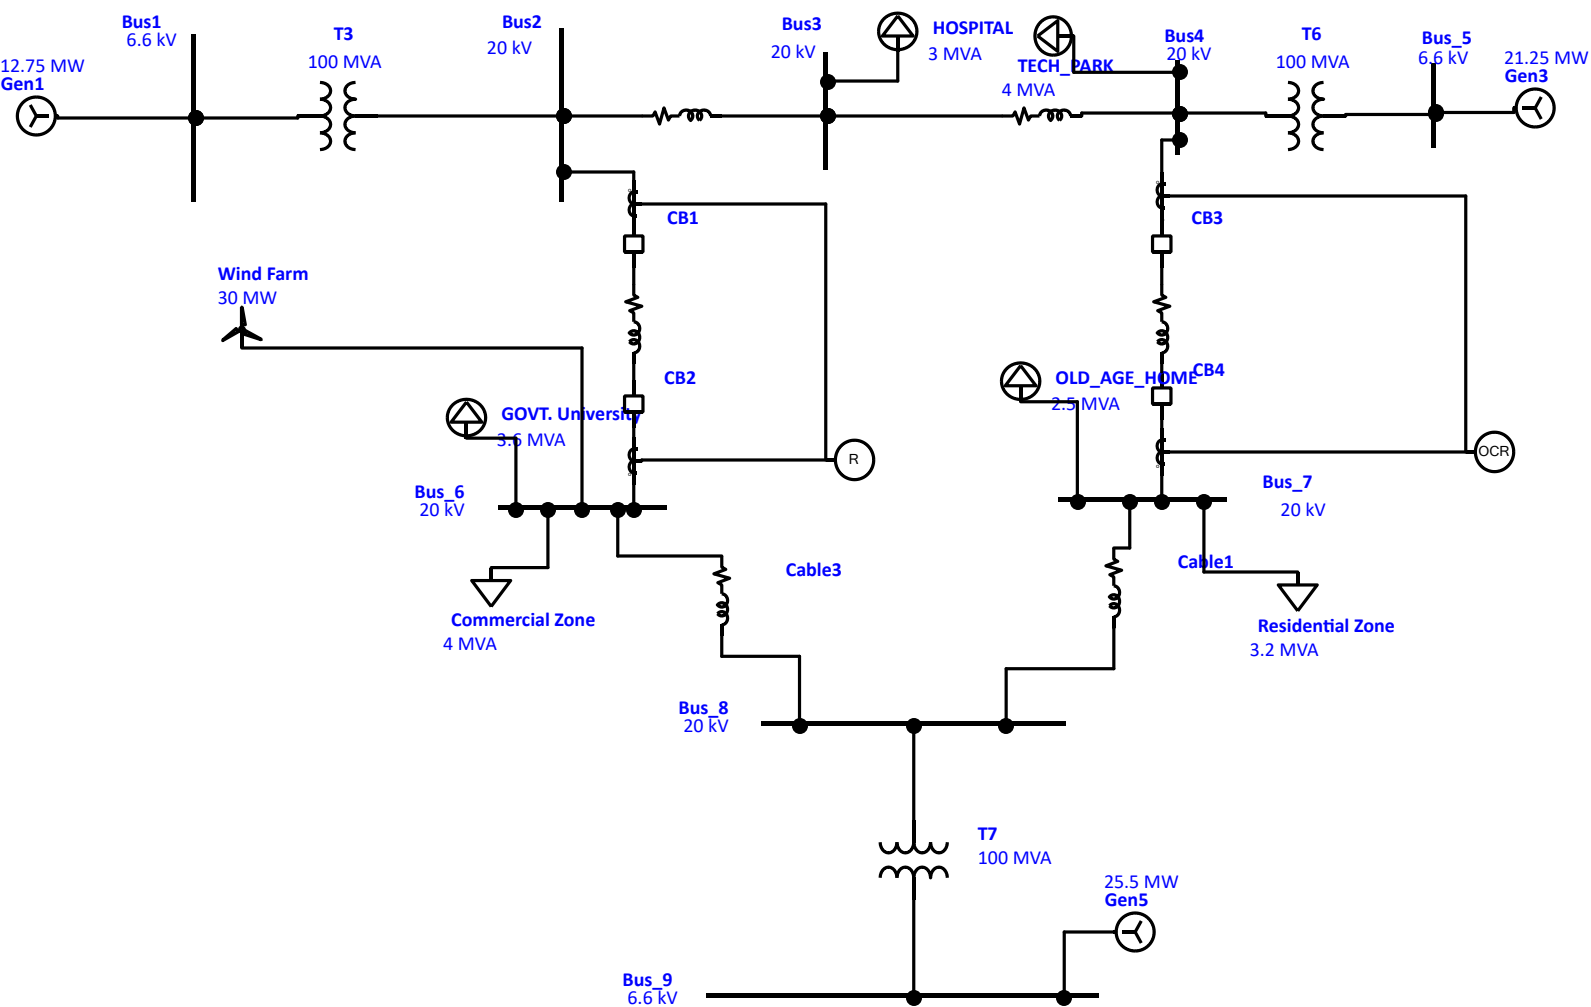 Bus1
6.6 kV
T3
100 MVA
12.75 MW
Gen1
Bus2
20 kV
Bus3
20 kV
HOSPITAL
3 MVA
TECH_PARK
4 MVA
Bus4
20 kV
T6
100 MVA
Bus_5
6.6 kV
21.25 MW
Gen3
CB1
CB3
Wind Farm
30 MW
CB2
CB4
OLD_AGE_HOME
2.5 MVA
GOVT. University
3.6 MVA
R
OCR
Bus_6
20 kV
Bus_7
20 kV
Cable3
Cable1
Commercial Zone
4 MVA
Residential Zone
3.2 MVA
Bus_8
20 kV
T7
100 MVA
25.5 MW
Gen5
Bus_9
6.6 kV